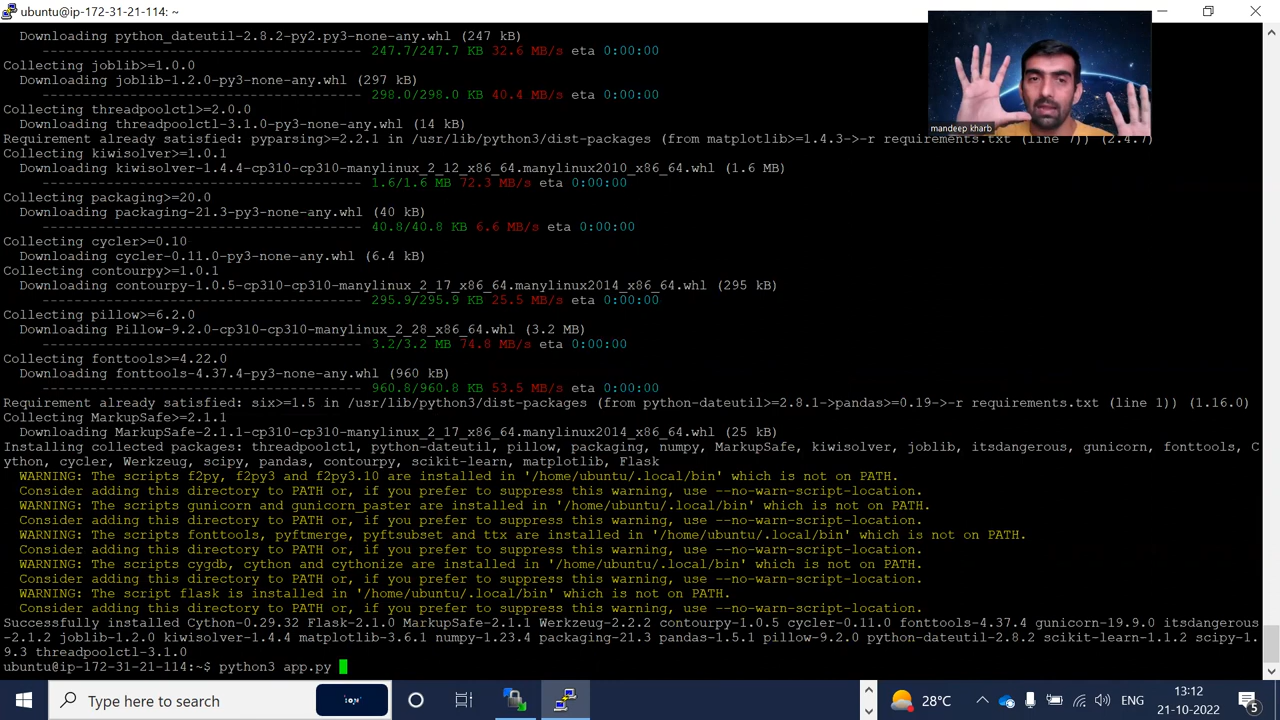 ubuntu@ip-172-31-21-114: ~
Downloading python_dateutil-2.8.2-py2.py3-none-any.whl (247 kB)
---------------------------------------- 247.7/247.7 KB 32.6 MB/s eta 0:00:00
Collecting joblib>=1.0.0
Downloading joblib-1.2.0-py3-none-any.whl (297 kB)
---------------------------------------- 298.0/298.0 KB 40.4 MB/s eta 0:00:00
Collecting threadpoolctl>=2.0.0
Downloading threadpoolctl-3.1.0-py3-none-any.whl (14 kB)
mandeep kharb
Requirement already satisfied: pyparsing>=2.2.1 in /usr/lib/python3/dist-packages (from matplotlib>=1.4.3->-r requirements.txt (line 7)) (2.4.7)
Collecting kiwisolver>=1.0.1
Downloading kiwisolver-1.4.4-cp310-cp310-manylinux_2_12_x86_64.manylinux2010_x86_64.whl (1.6 MB)
---------------------------------------- 1.6/1.6 MB 72.3 MB/s eta 0:00:00
Collecting packaging>=20.0
Downloading packaging-21.3-py3-none-any.whl (40 kB)
---------------------------------------- 40.8/40.8 KB 6.6 MB/s eta 0:00:00
Collecting cycler>=0.10
Downloading cycler-0.11.0-py3-none-any.whl (6.4 kB)
Collecting contourpy>=1.0.1
Downloading contourpy-1.0.5-cp310-cp310-manylinux_2_17_x86_64.manylinux2014_x86_64.whl (295 kB)
---------------------------------------- 295.9/295.9 KB 25.5 MB/s eta 0:00:00
Collecting pillow>=6.2.0
Downloading Pillow-9.2.0-cp310-cp310-manylinux_2_28_x86_64.whl (3.2 MB)
---------------------------------------- 3.2/3.2 MB 74.8 MB/s eta 0:00:00
Collecting fonttools>=4.22.0
Downloading fonttools-4.37.4-py3-none-any.whl (960 kB)
---------------------------------------- 960.8/960.8 KB 53.5 MB/s eta 0:00:00
Requirement already satisfied: six>=1.5 in /usr/lib/python3/dist-packages (from python-dateutil>=2.8.1->pandas>=0.19->-r requirements.txt (line 1)) (1.16.0)
Collecting MarkupSafe>=2.1.1
Downloading MarkupSafe-2.1.1-cp310-cp310-manylinux_2_17_x86_64.manylinux2014_x86_64.whl (25 kB)
Installing collected packages: threadpoolctl, python-dateutil, pillow, packaging, numpy, MarkupSafe, kiwisolver, joblib, itsdangerous, gunicorn, fonttools, C
ython, cycler, Werkzeug, scipy, pandas, contourpy, scikit-learn, matplotlib, Flask
WARNING: The scripts f2py, f2py3 and f2py3.10 are installed in '/home/ubuntu/.local/bin' which is not on PATH.
Consider adding this directory to PATH or, if you prefer to suppress this warning, use --no-warn-script-location.
WARNING: The scripts gunicorn and gunicorn_paster are installed in '/home/ubuntu/.local/bin' which is not on PATH.
Consider adding this directory to PATH or, if you prefer to suppress this warning, use --no-warn-script-location.
WARNING: The scripts fonttools, pyftmerge, pyftsubset and ttx are installed in '/home/ubuntu/.local/bin' which is not on PATH.
Consider adding this directory to PATH or, if you prefer to suppress this warning, use --no-warn-script-location.
WARNING: The scripts cygdb, cython and cythonize are installed in '/home/ubuntu/.local/bin' which is not on PATH.
Consider adding this directory to PATH or, if you prefer to suppress this warning, use --no-warn-script-location.
WARNING: The script flask is installed in '/home/ubuntu/.local/bin' which is not on PATH.
Consider adding this directory to PATH or, if you prefer to suppress this warning, use --no-warn-script-location.
Successfully installed Cython-0.29.32 Flask-2.1.0 MarkupSafe-2.1.1 Werkzeug-2.2.2 contourpy-1.0.5 cycler-0.11.0 fonttools-4.37.4 gunicorn-19.9.0 itsdangerous
-2.1.2 joblib-1.2.0 kiwisolver-1.4.4 matplotlib-3.6.1 numpy-1.23.4 packaging-21.3 pandas-1.5.1 pillow-9.2.0 python-dateutil-2.8.2 scikit-learn-1.1.2 scipy-1.
9.3 threadpoolctl-3.1.0
ubuntu@ip-172-31-21-114:~$ python3 app.py
Type here to search
28°C
ENG
13:12
21-10-2022
5